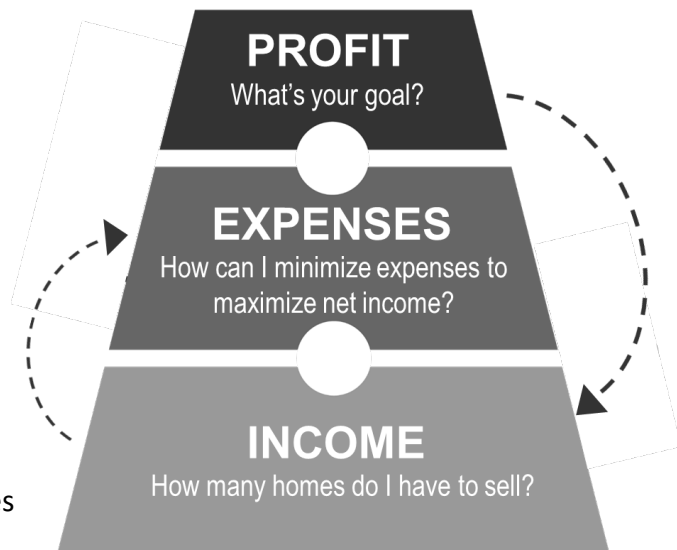 PROFIT
What's your goal?
EXPENSES
How can I minimize expenses to
maximize net income?
INCOME
How many homes do I have to sell?
es